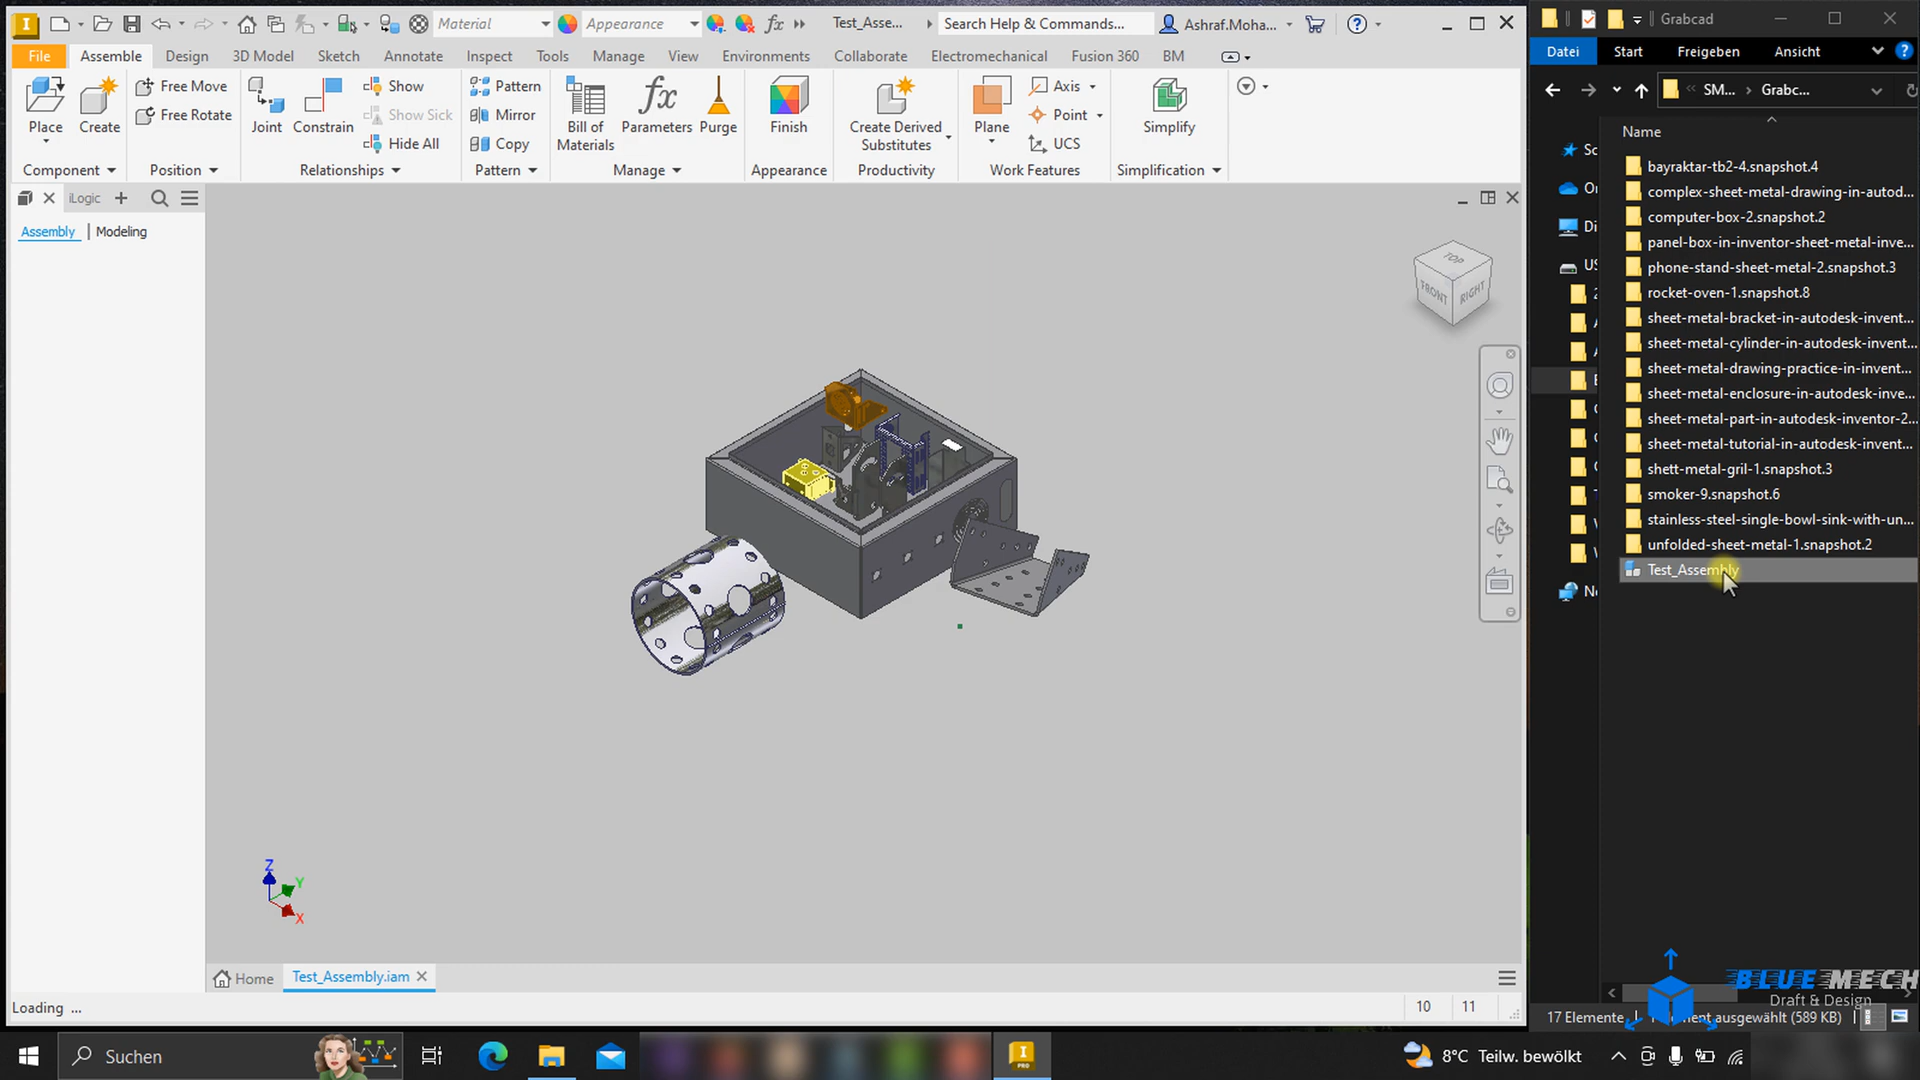 Material
Appearance
fx
Test_Asse...
Search Help & Commands...
Ashraf.Moha...
File
Assemble
Design
3D Model
Sketch
Annotate
Inspect
Tools
Manage
View
Environments
Collaborate
Electromechanical
Fusion 360
BM
Place
Create
Free Move
Free Rotate
Joint
Constrain
Show
Show Sick
Hide All
Pattern
Mirror
Copy
Bill of
Materials
fx
Parameters
Purge
Finish
Create Derived
Substitutes
Plane
Axis
Point
UCS
Simplify
Component
Position
Relationships
Pattern
Manage
Appearance
Productivity
Work Features
Simplification
iLogic
Assembly
Modeling
TOP
FRONT
RIGHT
Z
Y
X
Home
Test_Assembly.iam
Loading ...
10
11
Grabcad
Datei
Start
Freigeben
Ansicht
SM...
Grabc...
Name
bayraktar-tb2-4.snapshot.4
complex-sheet-metal-drawing-in-autod...
computer-box-2.snapshot.2
panel-box-in-inventor-sheet-metal-inve...
phone-stand-sheet-metal-2.snapshot.3
rocket-oven-1.snapshot.8
sheet-metal-bracket-in-autodesk-invent...
sheet-metal-cylinder-in-autodesk-invent...
sheet-metal-drawing-practice-in-invent...
sheet-metal-enclosure-in-autodesk-inve...
sheet-metal-part-in-autodesk-inventor-2...
sheet-metal-tutorial-in-autodesk-invent...
shett-metal-gril-1.snapshot.3
smoker-9.snapshot.6
stainless-steel-single-bowl-sink-with-un...
unfolded-sheet-metal-1.snapshot.2
Test_Assembly
BLUE MECH
Draft & Design
17 Elemente
ausgewählt (589 KB)
Suchen
PRO
8°C Teilw. bewölkt